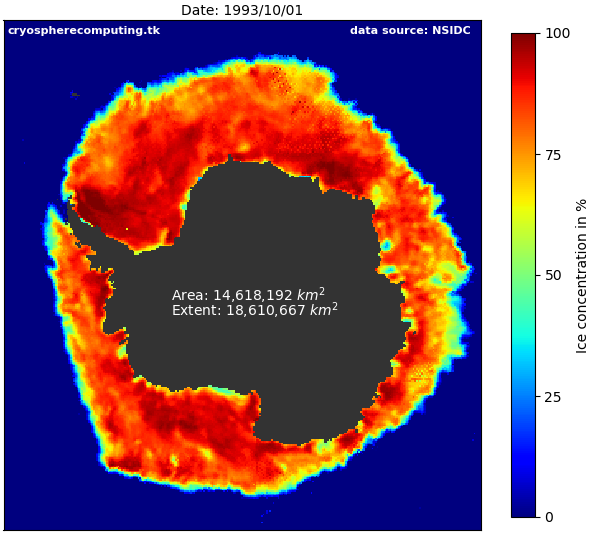 Date: 1993/10/01
cryospherecomputing.tk data source: NSIDC
Area: 14,618,192 km²
Extent: 18,610,667 km²
100
75
50
25
0
Ice concentration in %